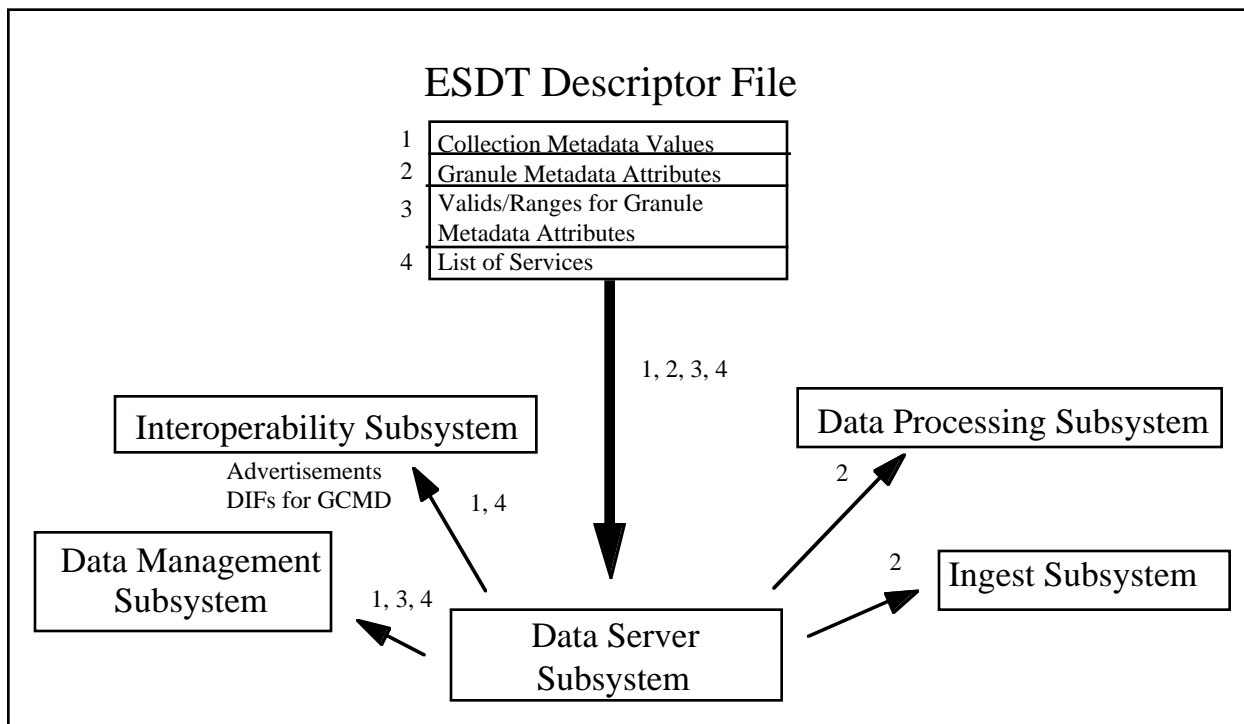 ESDT Descriptor File
1 Collection Metadata Values
2 Granule Metadata Attributes
3 Valids/Ranges for Granule
Metadata Attributes
4 List of Services
1, 2, 3, 4
Interoperability Subsystem
Advertisements
DIFs for GCMD
1, 4
Data Processing Subsystem
2
Data Management
Subsystem
1, 3, 4
Ingest Subsystem
2
Data Server
Subsystem